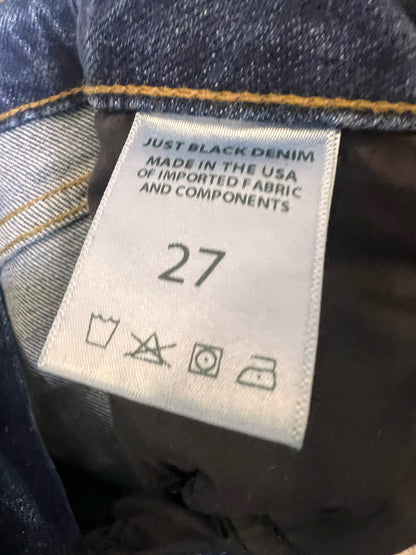 JUST BLACK DENIM
MADE IN THE USA
OF IMPORTED FABRIC
AND COMPONENTS
27